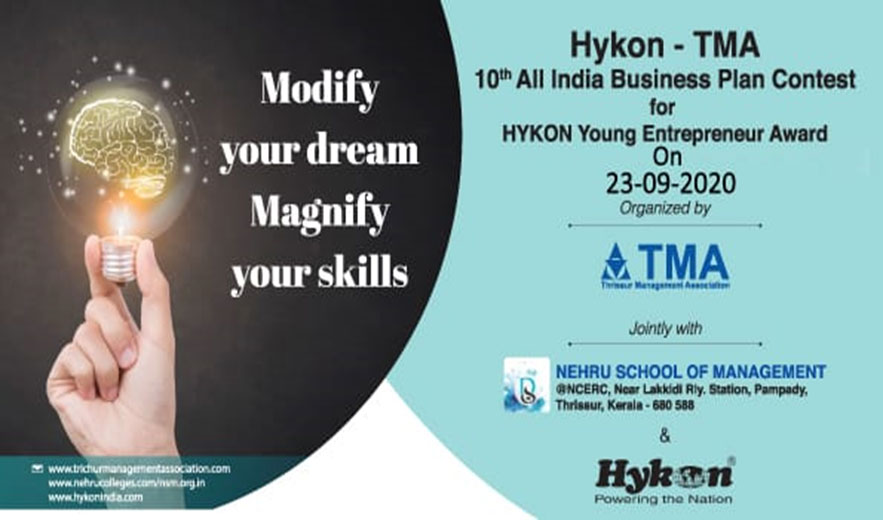 Modify
your dream
Magnify
your skills
www.trichurmanagementassociation.com
www.nehrucolleges.com/nsm.org.in
www.hykonindia.com
Hykon - TMA
10th All India Business Plan Contest
for
HYKON Young Entrepreneur Award
On
23-09-2020
Organized by
TMA
Thrissur Management Association
Jointly with
NEHRU SCHOOL OF MANAGEMENT
@NCERC, Near Lakkidi Rly. Station, Pampady,
Thrissur, Kerala - 680 588
&
Hykon®
Powering the Nation